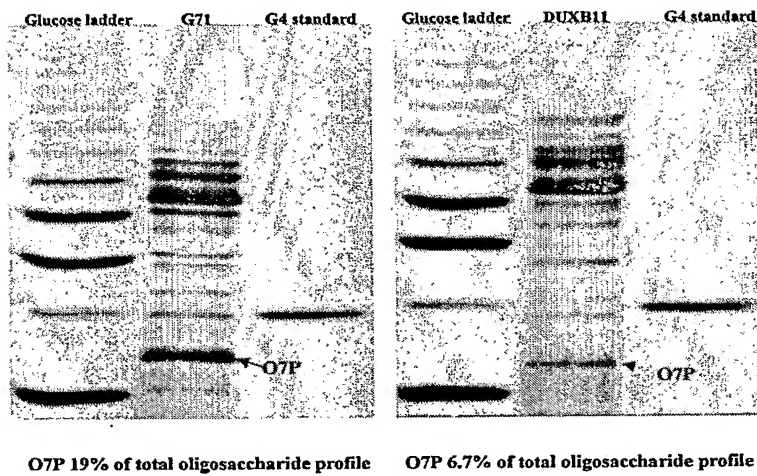 Glucose ladder G71 G4 standard
Glucose ladder DUXB11 G4 standard
O7P
O7P
O7P 19% of total oligosaccharide profile
O7P 6.7% of total oligosaccharide profile